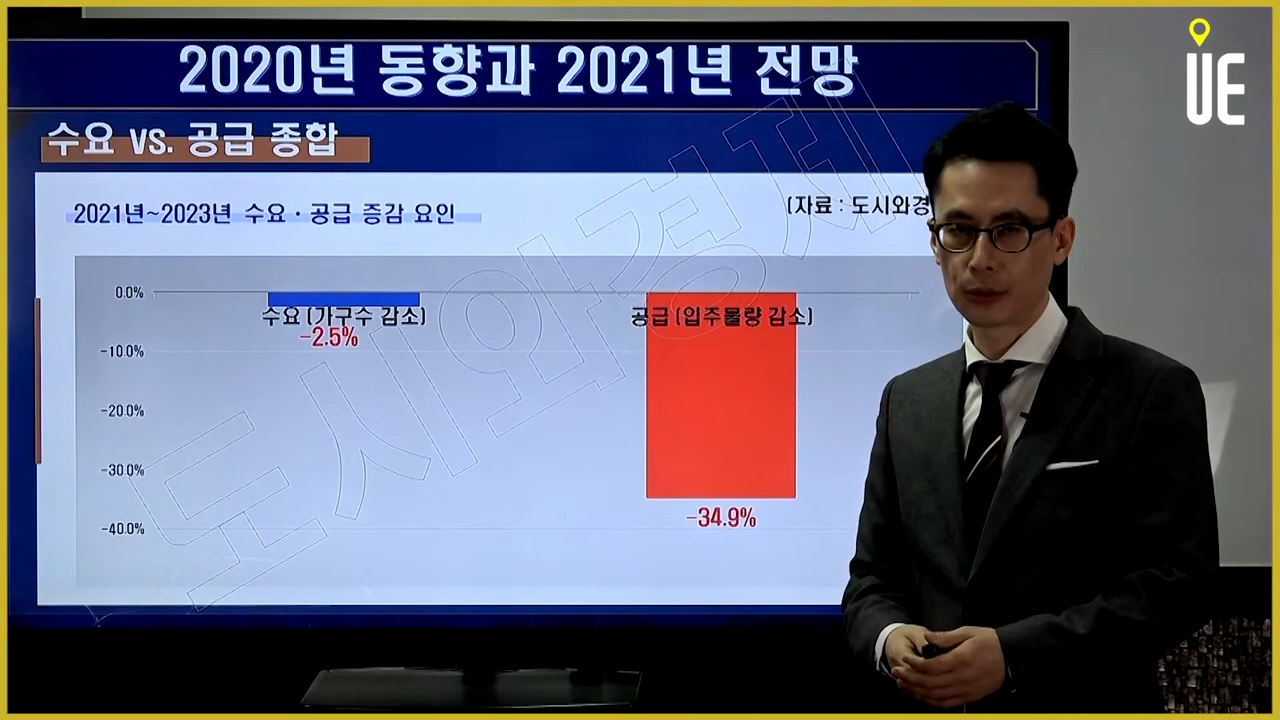 2020년 동향과 2021년 전망
UE
수요 vs. 공급 종합
2021년~2023년 수요·공급 증감 요인
(자료 : 도시와경
0.0%
수요 (가구수 감소)
공급 (입주물량 감소)
-2.5%
-10.0%
-20.0%
-30.0%
-34.9%
-40.0%
도시와경제